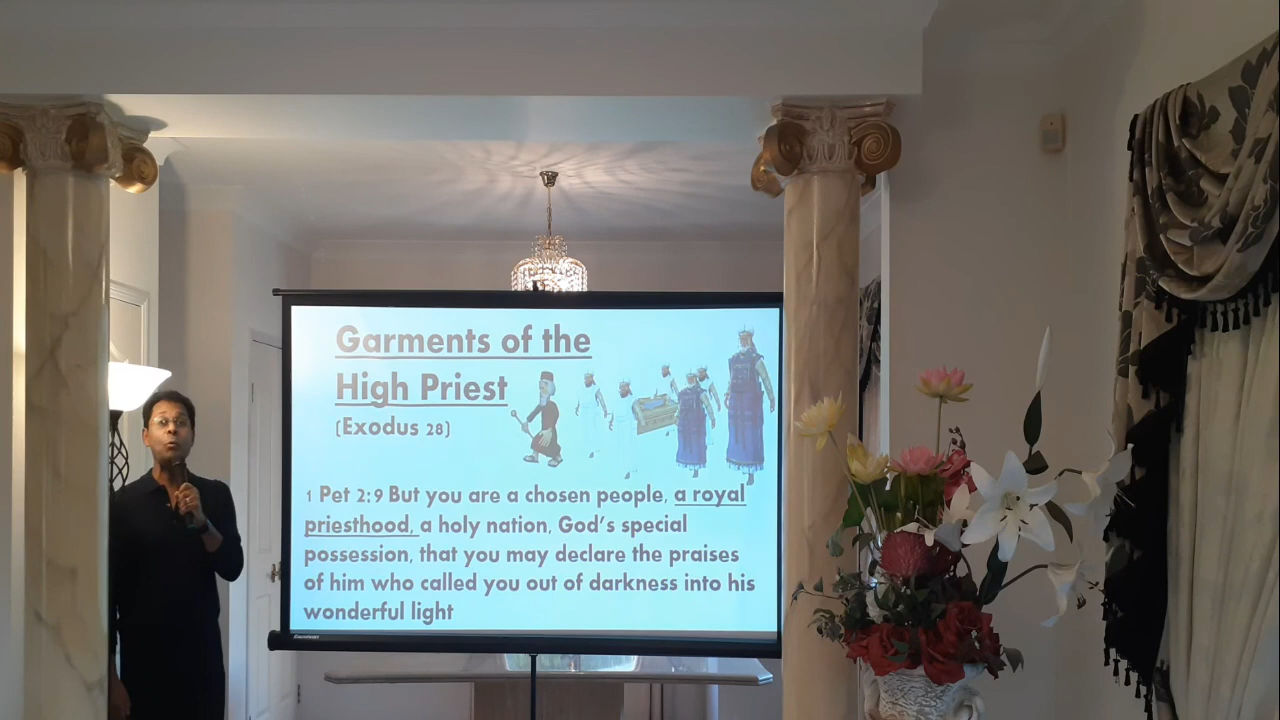 Garments of the
High Priest
(Exodus 28)
1 Pet 2:9 But you are a chosen people, a royal
priesthood, a holy nation, God's special
possession, that you may declare the praises
of him who called you out of darkness into his
wonderful light